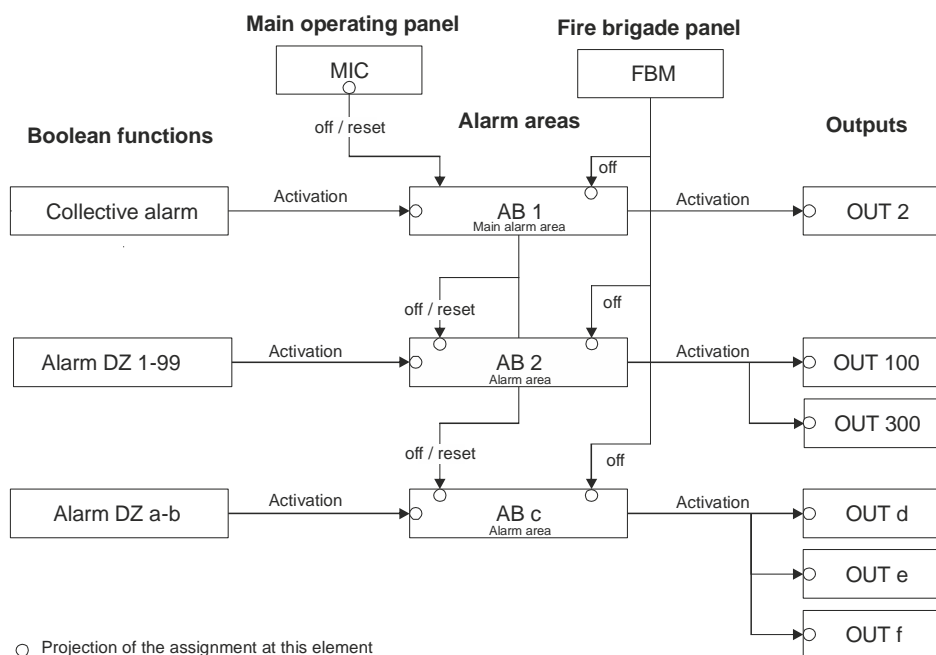 Main operating panel
Fire brigade panel
MIC
FBM
Boolean functions
off / reset
Alarm areas
Outputs
off
Collective alarm
Activation
AB 1
Main alarm area
Activation
OUT 2
off / reset
off
Alarm DZ 1-99
Activation
AB 2
Alarm area
Activation
OUT 100
OUT 300
off / reset
off
Alarm DZ a-b
Activation
AB c
Alarm area
Activation
OUT d
OUT e
OUT f
Projection of the assignment at this element